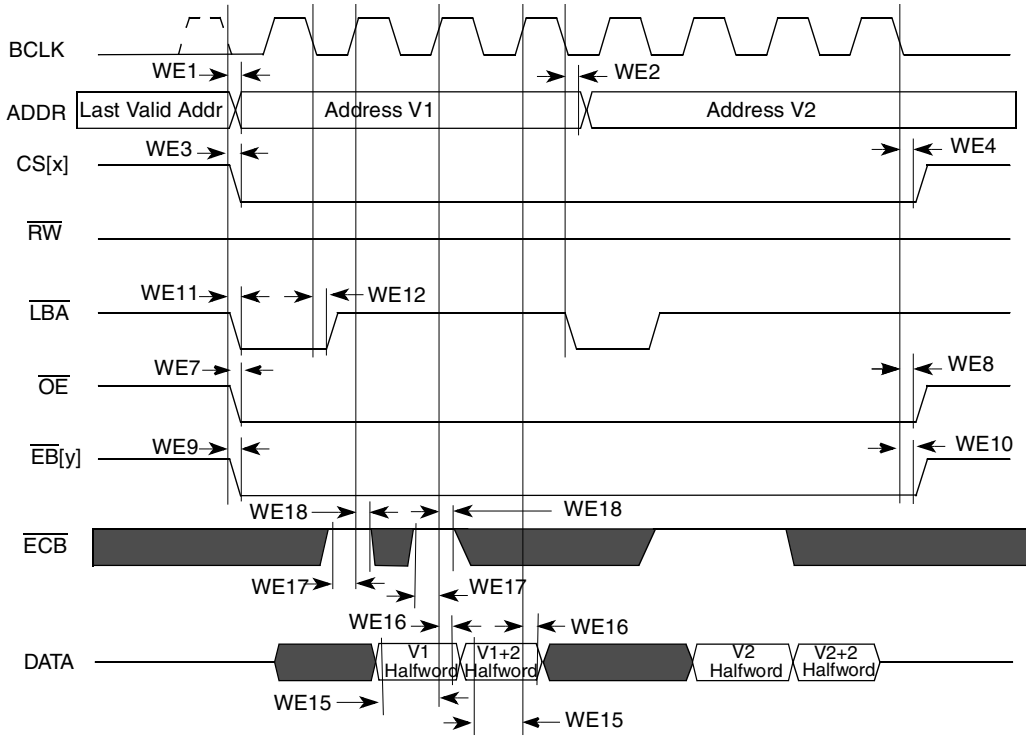 BCLK
WE1
WE2
ADDR
Last Valid Addr
Address V1
Address V2
WE3
WE4
CS[x]
RW
WE11
WE12
LBA
WE7
WE8
OE
WE9
WE10
EB[y]
WE18
WE18
ECB
WE17
WE17
WE16
WE16
DATA
V1
Halfword
V1+2
Halfword
V2
Halfword
V2+2
Halfword
WE15
WE15